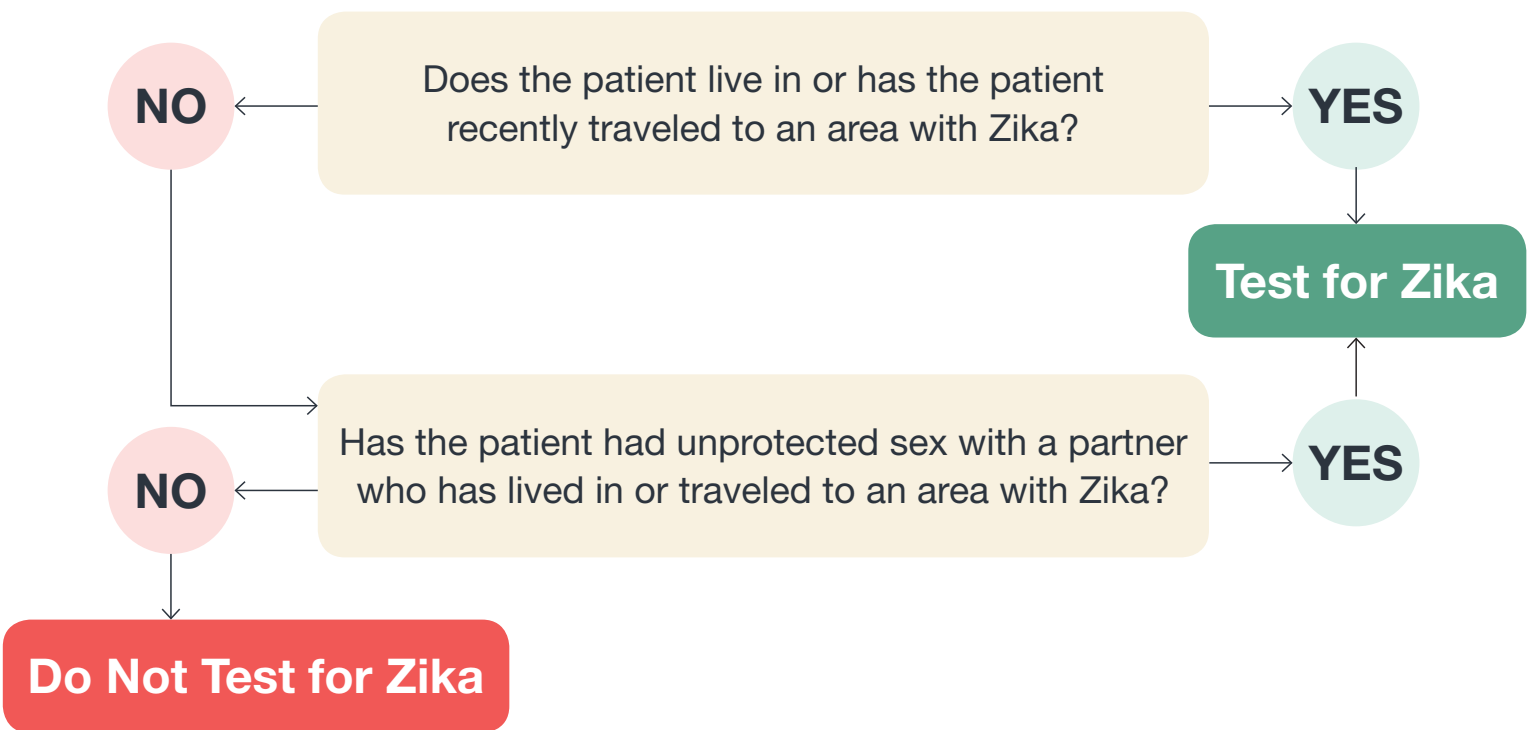 Does the patient live in or has the patient
recently traveled to an area with Zika?
NO
YES
Test for Zika
Has the patient had unprotected sex with a partner
who has lived in or traveled to an area with Zika?
NO
YES
Do Not Test for Zika